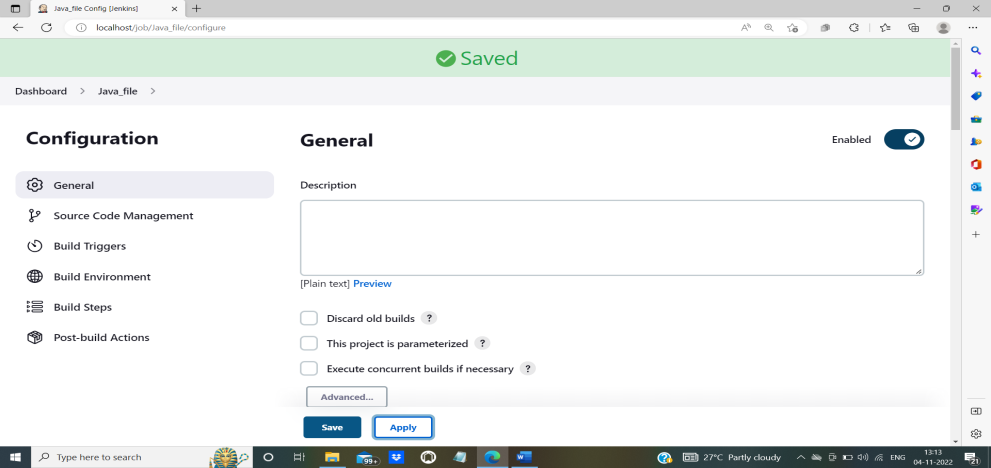 Java_file Config [Jenkins]
localhost/job/Java_file/configure
Saved
Dashboard > Java_file >
Configuration
General
Source Code Management
Build Triggers
Build Environment
Build Steps
Post-build Actions
General
Enabled
Description
[Plain text] Preview
Discard old builds ?
This project is parameterized ?
Execute concurrent builds if necessary ?
Advanced...
Save
Apply
Type here to search
99+
27°C Partly cloudy
ENG
13:13
04-11-2022
21